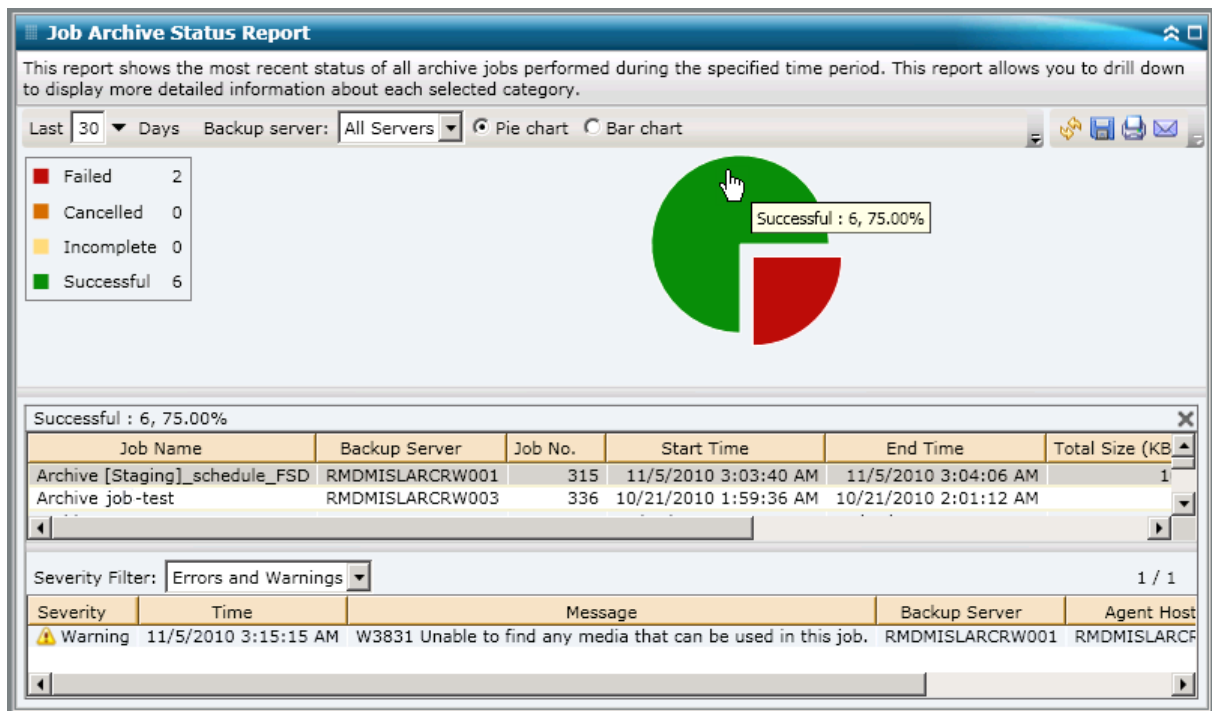 Job Archive Status Report
This report shows the most recent status of all archive jobs performed during the specified time period. This report allows you to drill down
to display more detailed information about each selected category.
Last 30 Days Backup server: All Servers Pie chart Bar chart
Failed 2
Cancelled 0
Incomplete 0
Successful 6
Successful : 6, 75.00%
Successful : 6, 75.00%
Job Name Backup Server Job No. Start Time End Time Total Size (KB
Archive [Staging]_schedule_FSD RMDMISLARCRW001 315 11/5/2010 3:03:40 AM 11/5/2010 3:04:06 AM 1
Archive job-test RMDMISLARCRW003 336 10/21/2010 1:59:36 AM 10/21/2010 2:01:12 AM
Severity Filter: Errors and Warnings 1 / 1
Severity Time Message Backup Server Agent Host
Warning 11/5/2010 3:15:15 AM W3831 Unable to find any media that can be used in this job. RMDMISLARCRW001 RMDMISLARCR